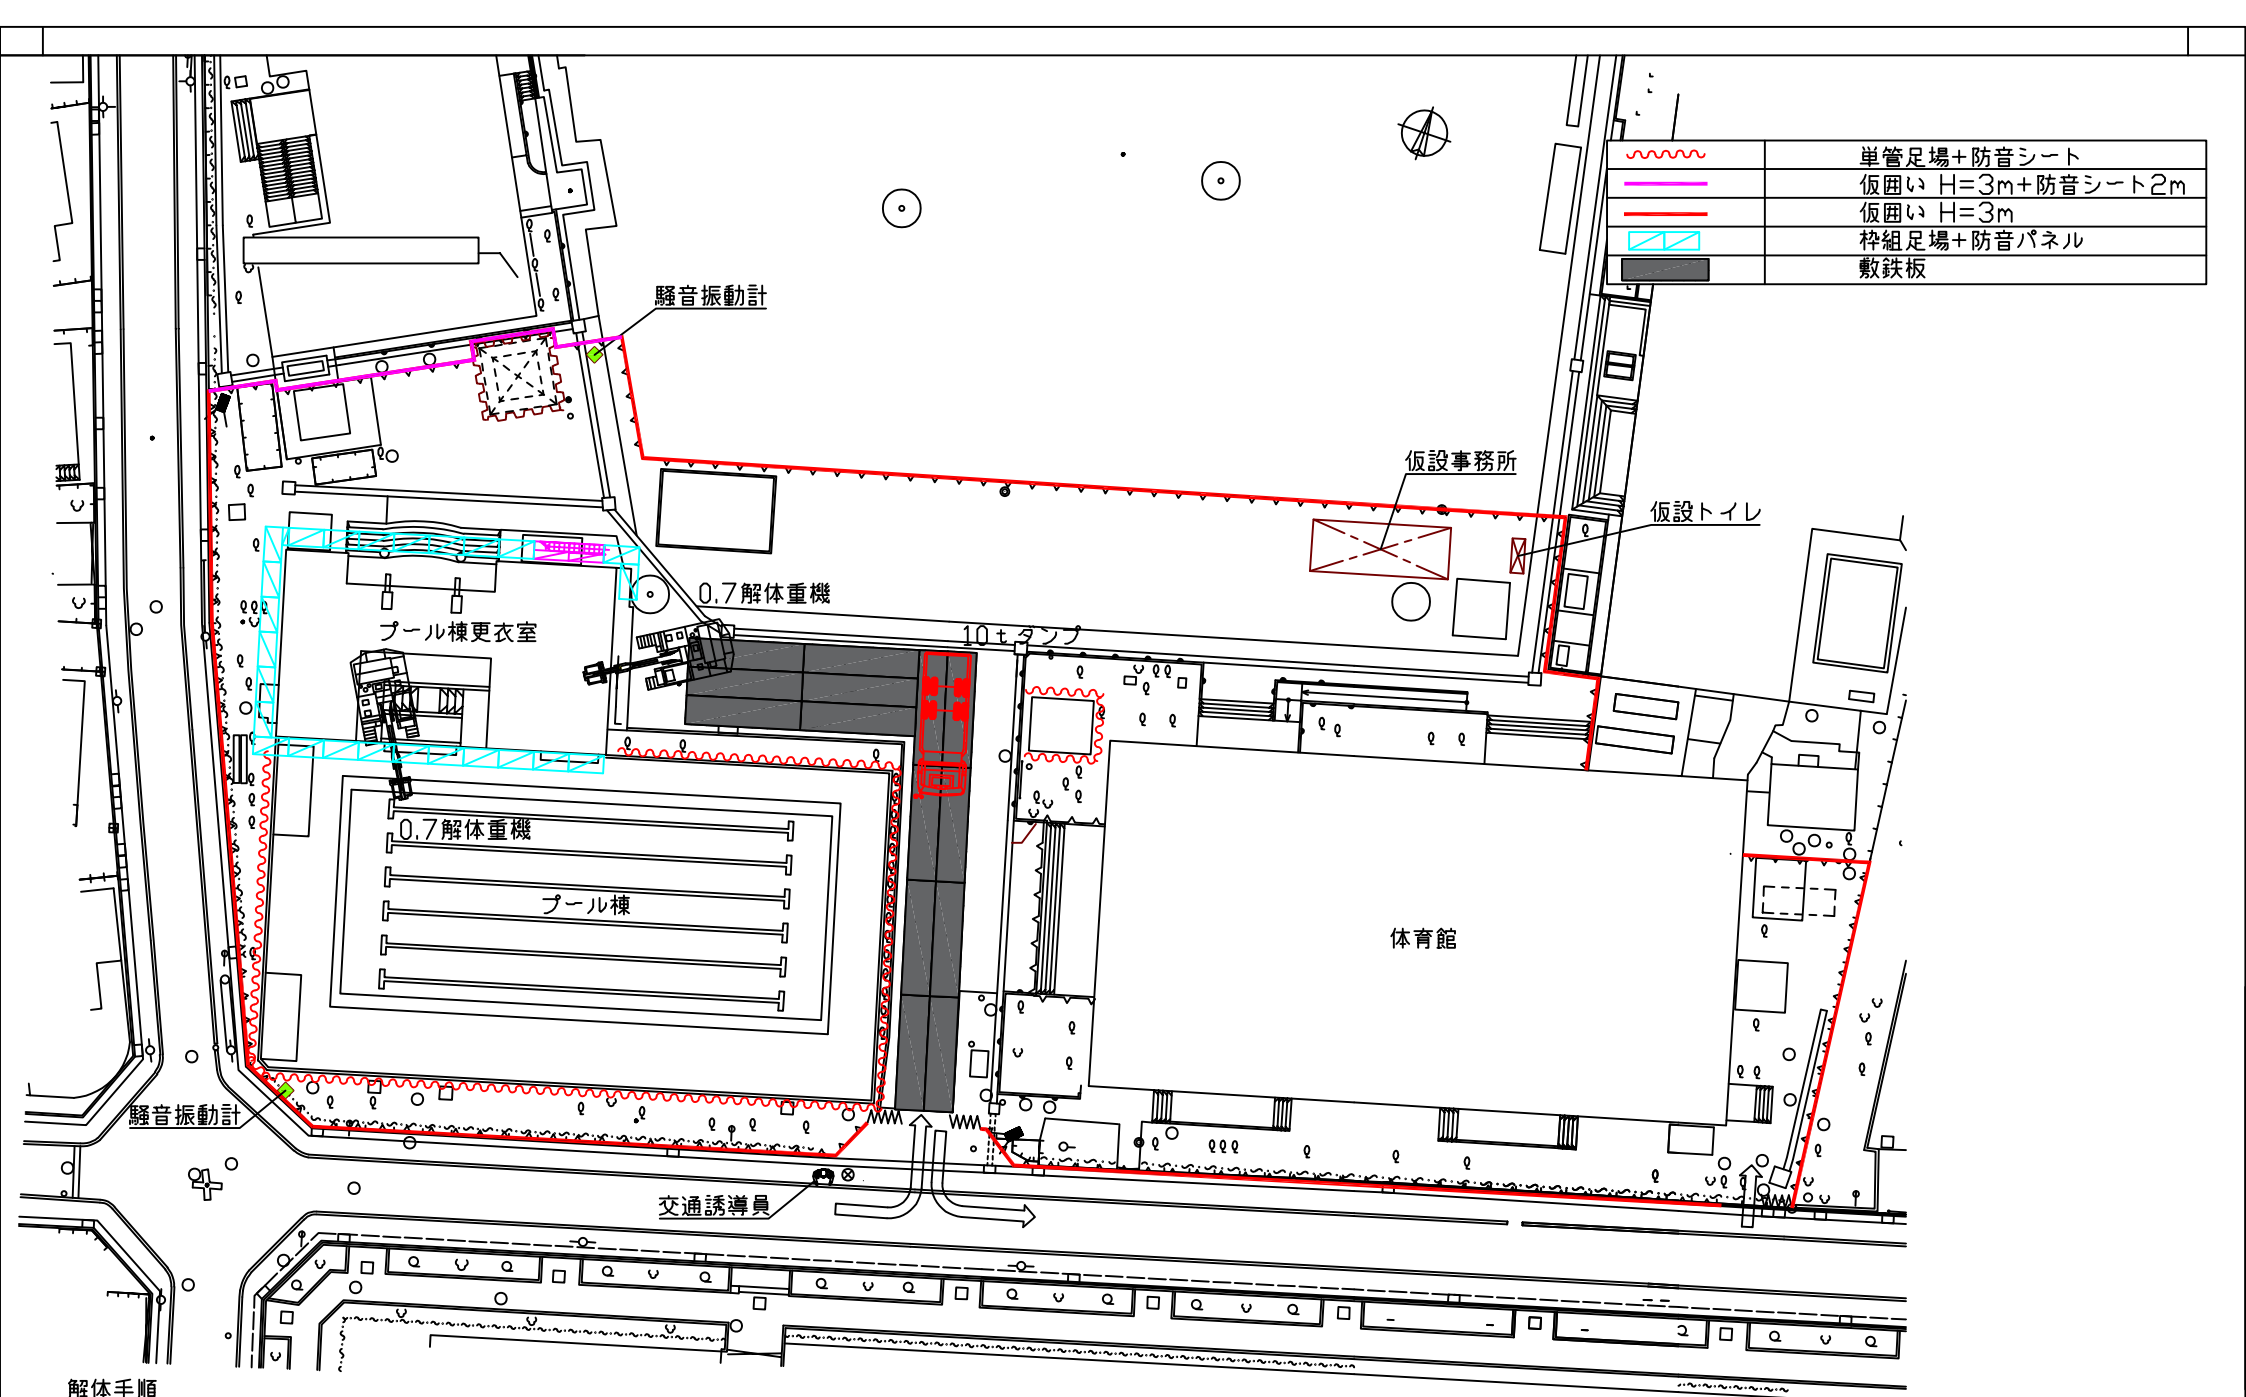 単管足場+防音シート
仮囲い H=3m+防音シート2m
仮囲い H=3m
枠組足場+防音パネル
敷鉄板
騒音振動計
仮設事務所
仮設トイレ
0.7解体重機
プール棟更衣室
10tダンプ
0.7解体重機
プール棟
体育館
騒音振動計
交通誘導員
解体手順